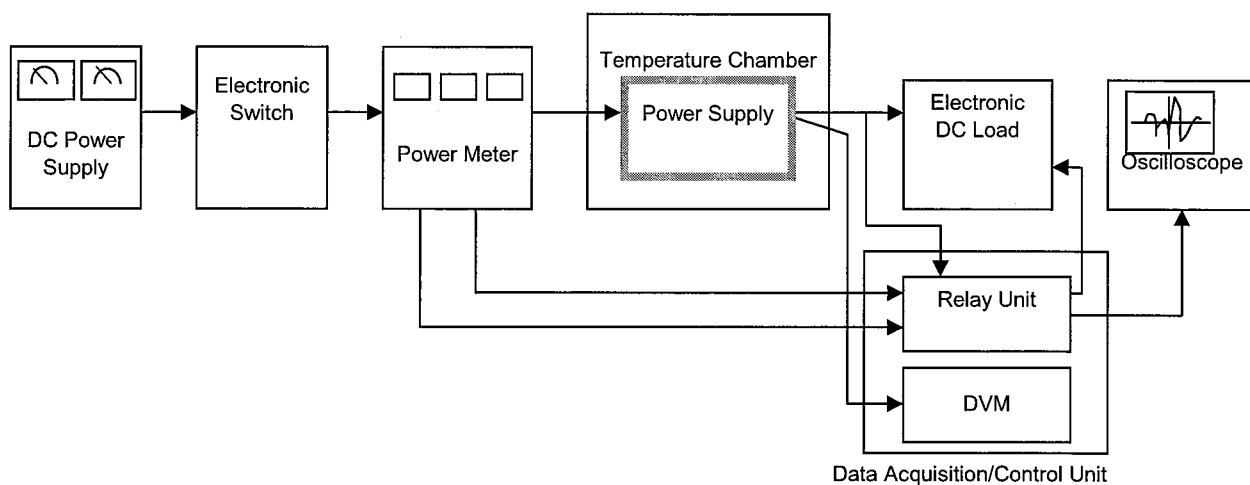 DC Power
Supply
Electronic
Switch
Power Meter
Temperature Chamber
Power Supply
Electronic
DC Load
Oscilloscope
Relay Unit
DVM
Data Acquisition/Control Unit